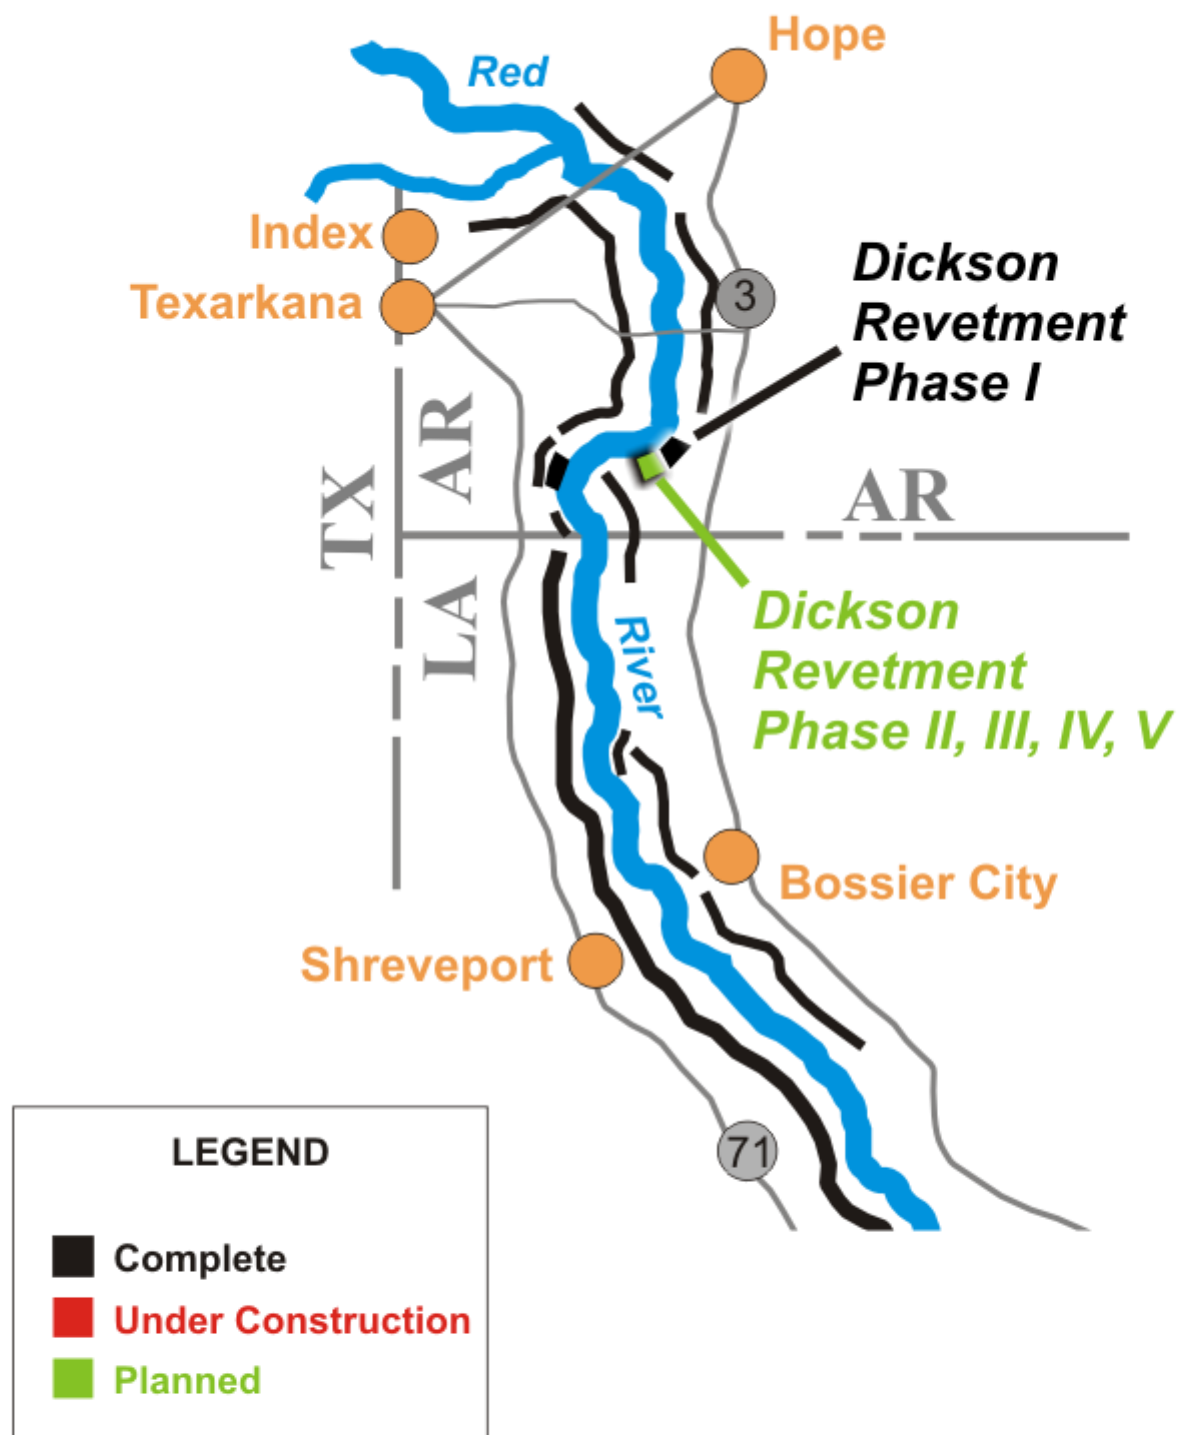 Hope
Red
Index
Texarkana
3
Dickson
Revetment
Phase I
TX
AR
AR
LA
Dickson
Revetment
Phase II, III, IV, V
River
Bossier City
Shreveport
71
LEGEND
Complete
Under Construction
Planned